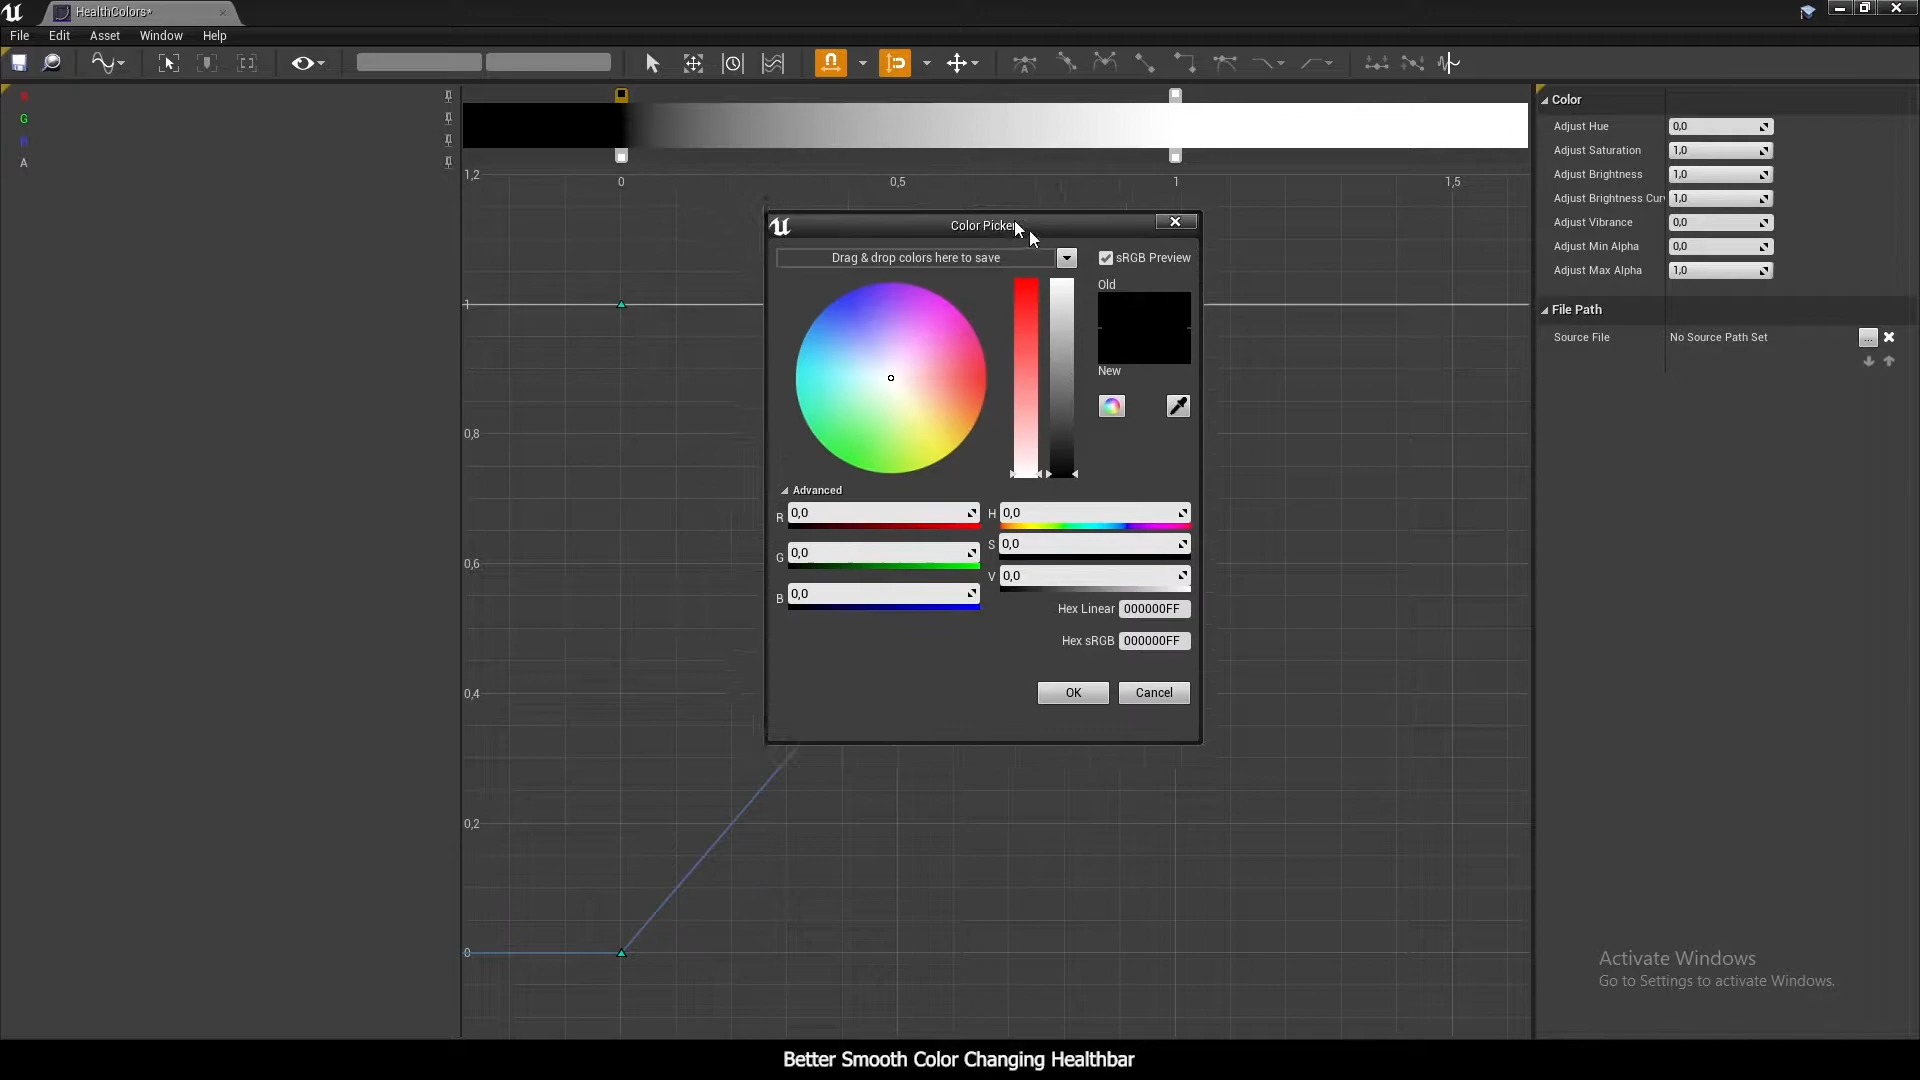 HealthColors*
File Edit Asset Window Help
R
G
B
A
1,2
0
0,5
1
1,5
1
0,8
0,6
0,4
0,2
0
Color Picker
Drag & drop colors here to save
sRGB Preview
Old
New
Advanced
R 0,0
G 0,0
B 0,0
H 0,0
S 0,0
V 0,0
Hex Linear 000000FF
Hex sRGB 000000FF
OK Cancel
Color
Adjust Hue 0,0
Adjust Saturation 1,0
Adjust Brightness 1,0
Adjust Brightness Cur 1,0
Adjust Vibrance 0,0
Adjust Min Alpha 0,0
Adjust Max Alpha 1,0
File Path
Source File No Source Path Set ...
Activate Windows
Go to Settings to activate Windows.
Better Smooth Color Changing Healthbar